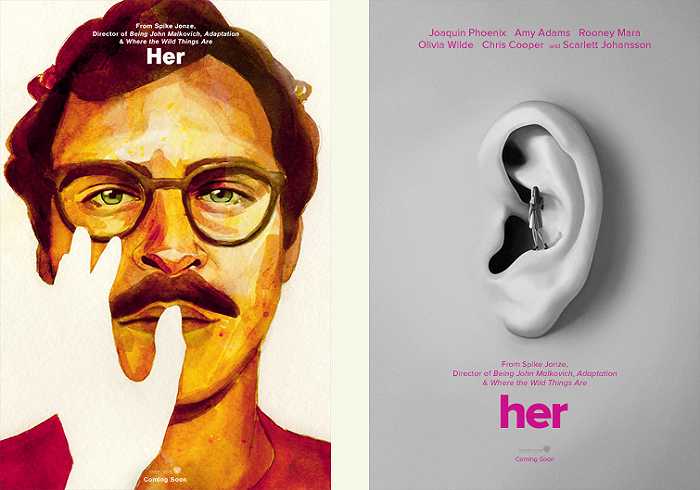 From Spike Jonze,
Director of Being John Malkovich, Adaptation
& Where the Wild Things Are
Her
Coming Soon
Joaquin Phoenix Amy Adams Rooney Mara
Olivia Wilde Chris Cooper and Scarlett Johansson
From Spike Jonze,
Director of Being John Malkovich, Adaptation
& Where the Wild Things Are
her
Coming Soon